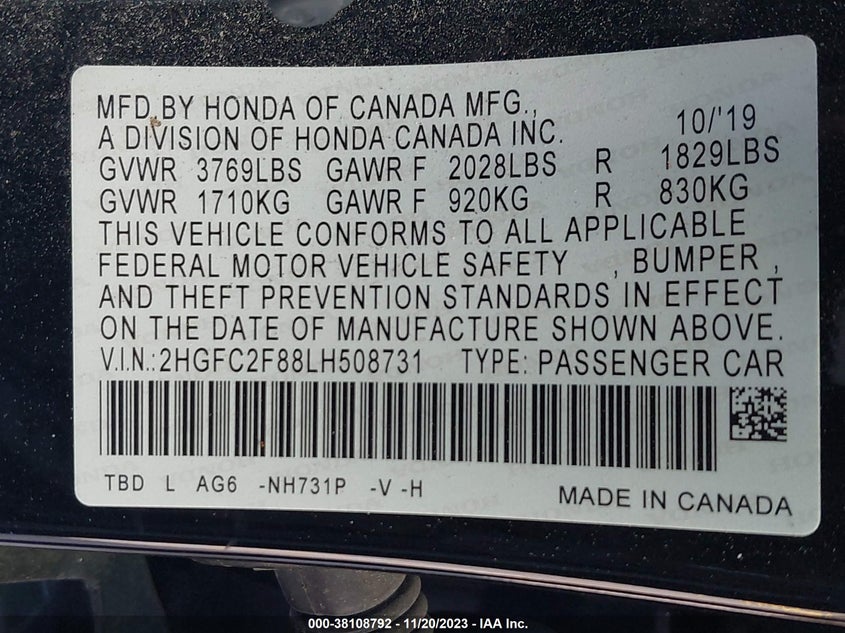 MFD.BY HONDA OF CANADA MFG.,
A DIVISION OF HONDA CANADA INC. 10/'19
GVWR 3769LBS GAWR F 2028LBS R 1829LBS
GVWR 1710KG GAWR F 920KG R 830KG
THIS VEHICLE CONFORMS TO ALL APPLICABLE
FEDERAL MOTOR VEHICLE SAFETY , BUMPER ,
AND THEFT PREVENTION STANDARDS IN EFFECT
ON THE DATE OF MANUFACTURE SHOWN ABOVE.
V.I.N.:2HGFC2F88LH508731 TYPE: PASSENGER CAR
TBD L AG6 -NH731P -V -H
MADE IN CANADA
000-38108792 — 11/20/2023 — IAA Inc.